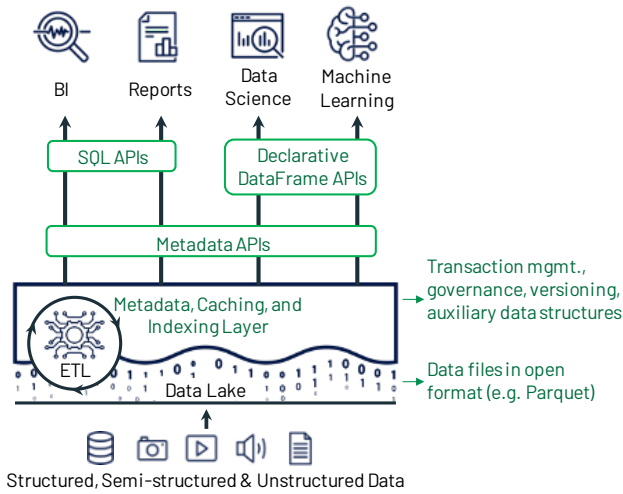 BI
Reports
Data
Science
Machine
Learning
SQL APIs
Declarative
DataFrame APIs
Metadata APIs
Metadata, Caching, and
Indexing Layer
ETL
Data Lake
Transaction mgmt.,
governance, versioning,
auxiliary data structures
Data files in open
format (e.g. Parquet)
Structured, Semi-structured & Unstructured Data